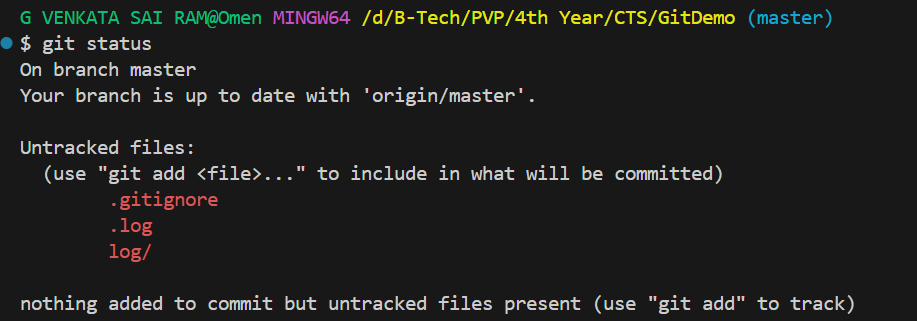 G VENKATA SAI RAM@Omen MINGW64 /d/B-Tech/PVP/4th Year/CTS/GitDemo (master)
$ git status
On branch master
Your branch is up to date with 'origin/master'.

Untracked files:
  (use "git add <file>..." to include in what will be committed)
        .gitignore
        .log
        log/

nothing added to commit but untracked files present (use "git add" to track)